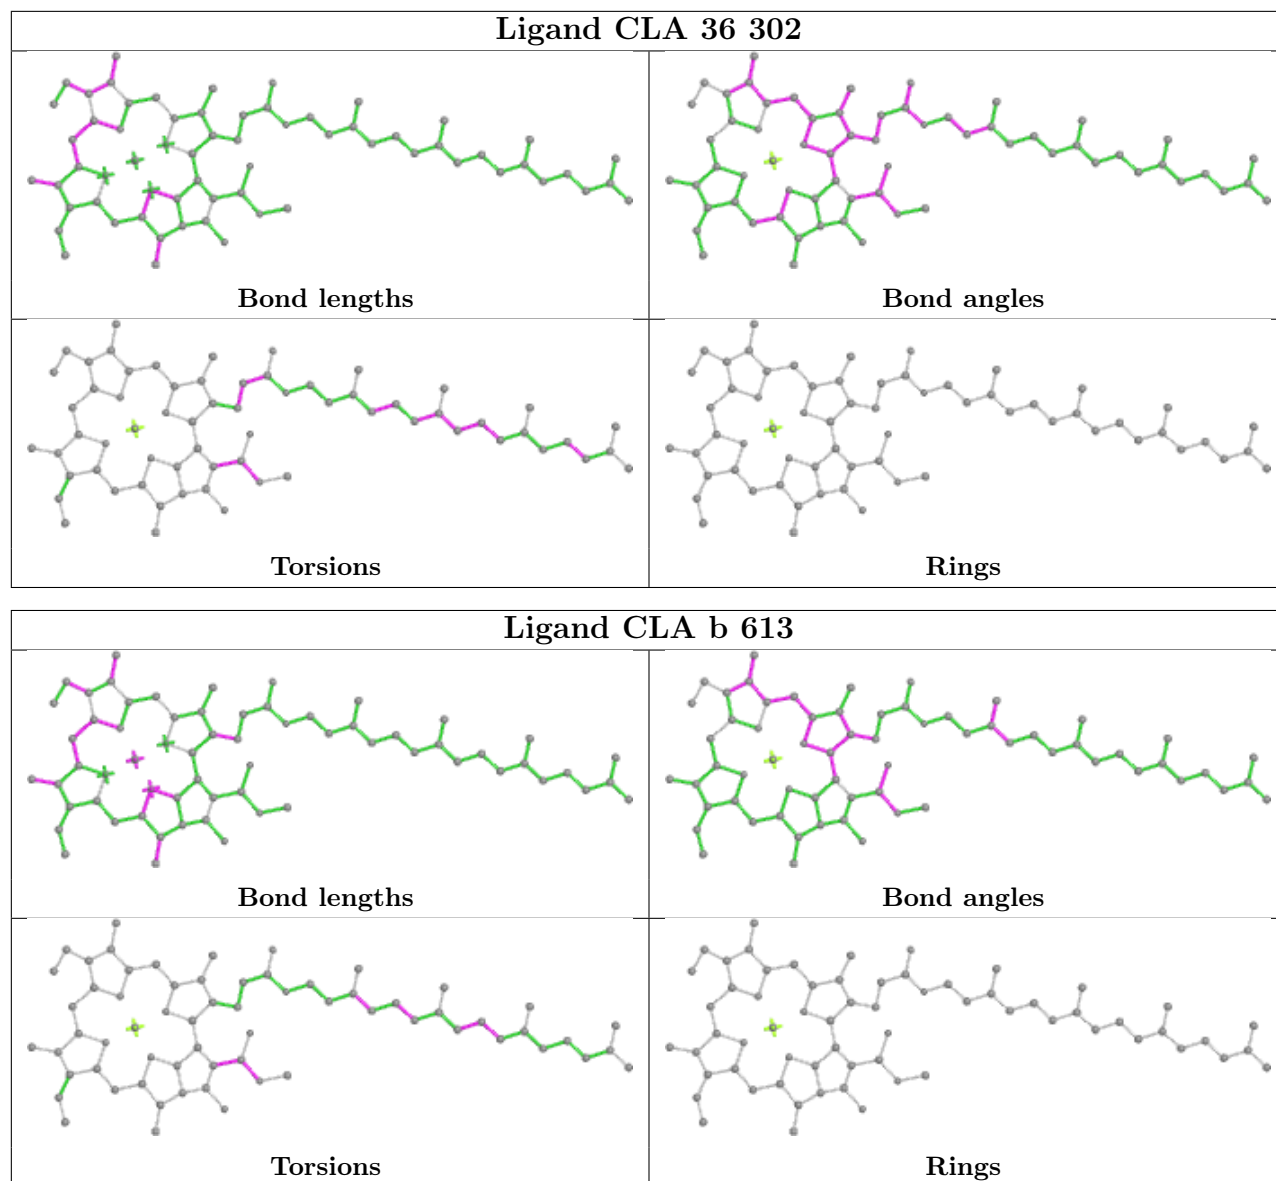 Ligand CLA 36 302
Bond lengths
Bond angles
Torsions
Rings
Ligand CLA b 613
Bond lengths
Bond angles
Torsions
Rings